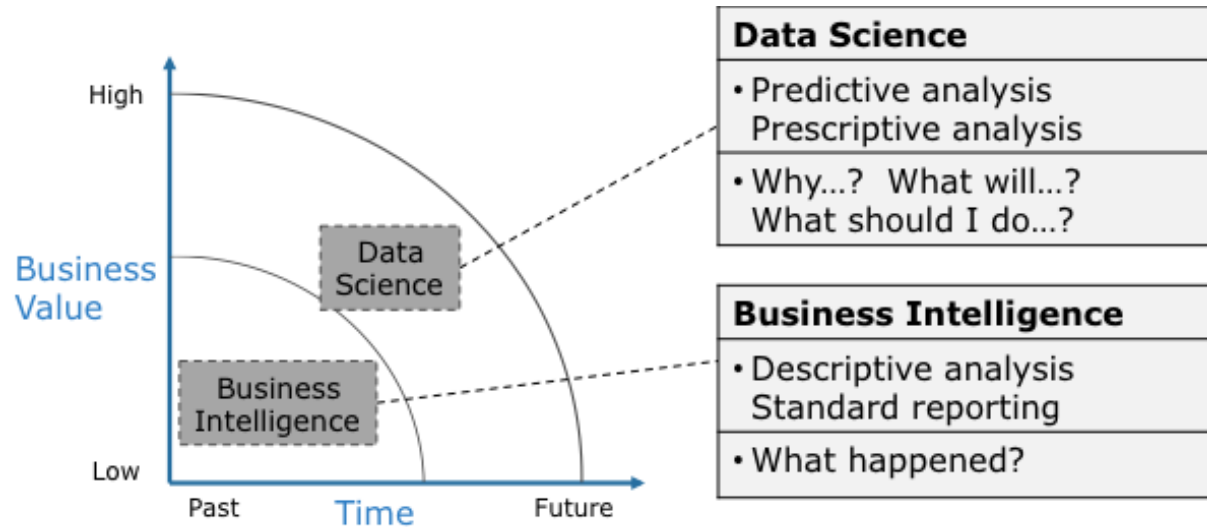 High
Business
Value
Low
Past
Time
Future
Data
Science
Business
Intelligence
Data Science
• Predictive analysis
Prescriptive analysis
• Why...? What will...?
What should I do...?
Business Intelligence
• Descriptive analysis
Standard reporting
• What happened?